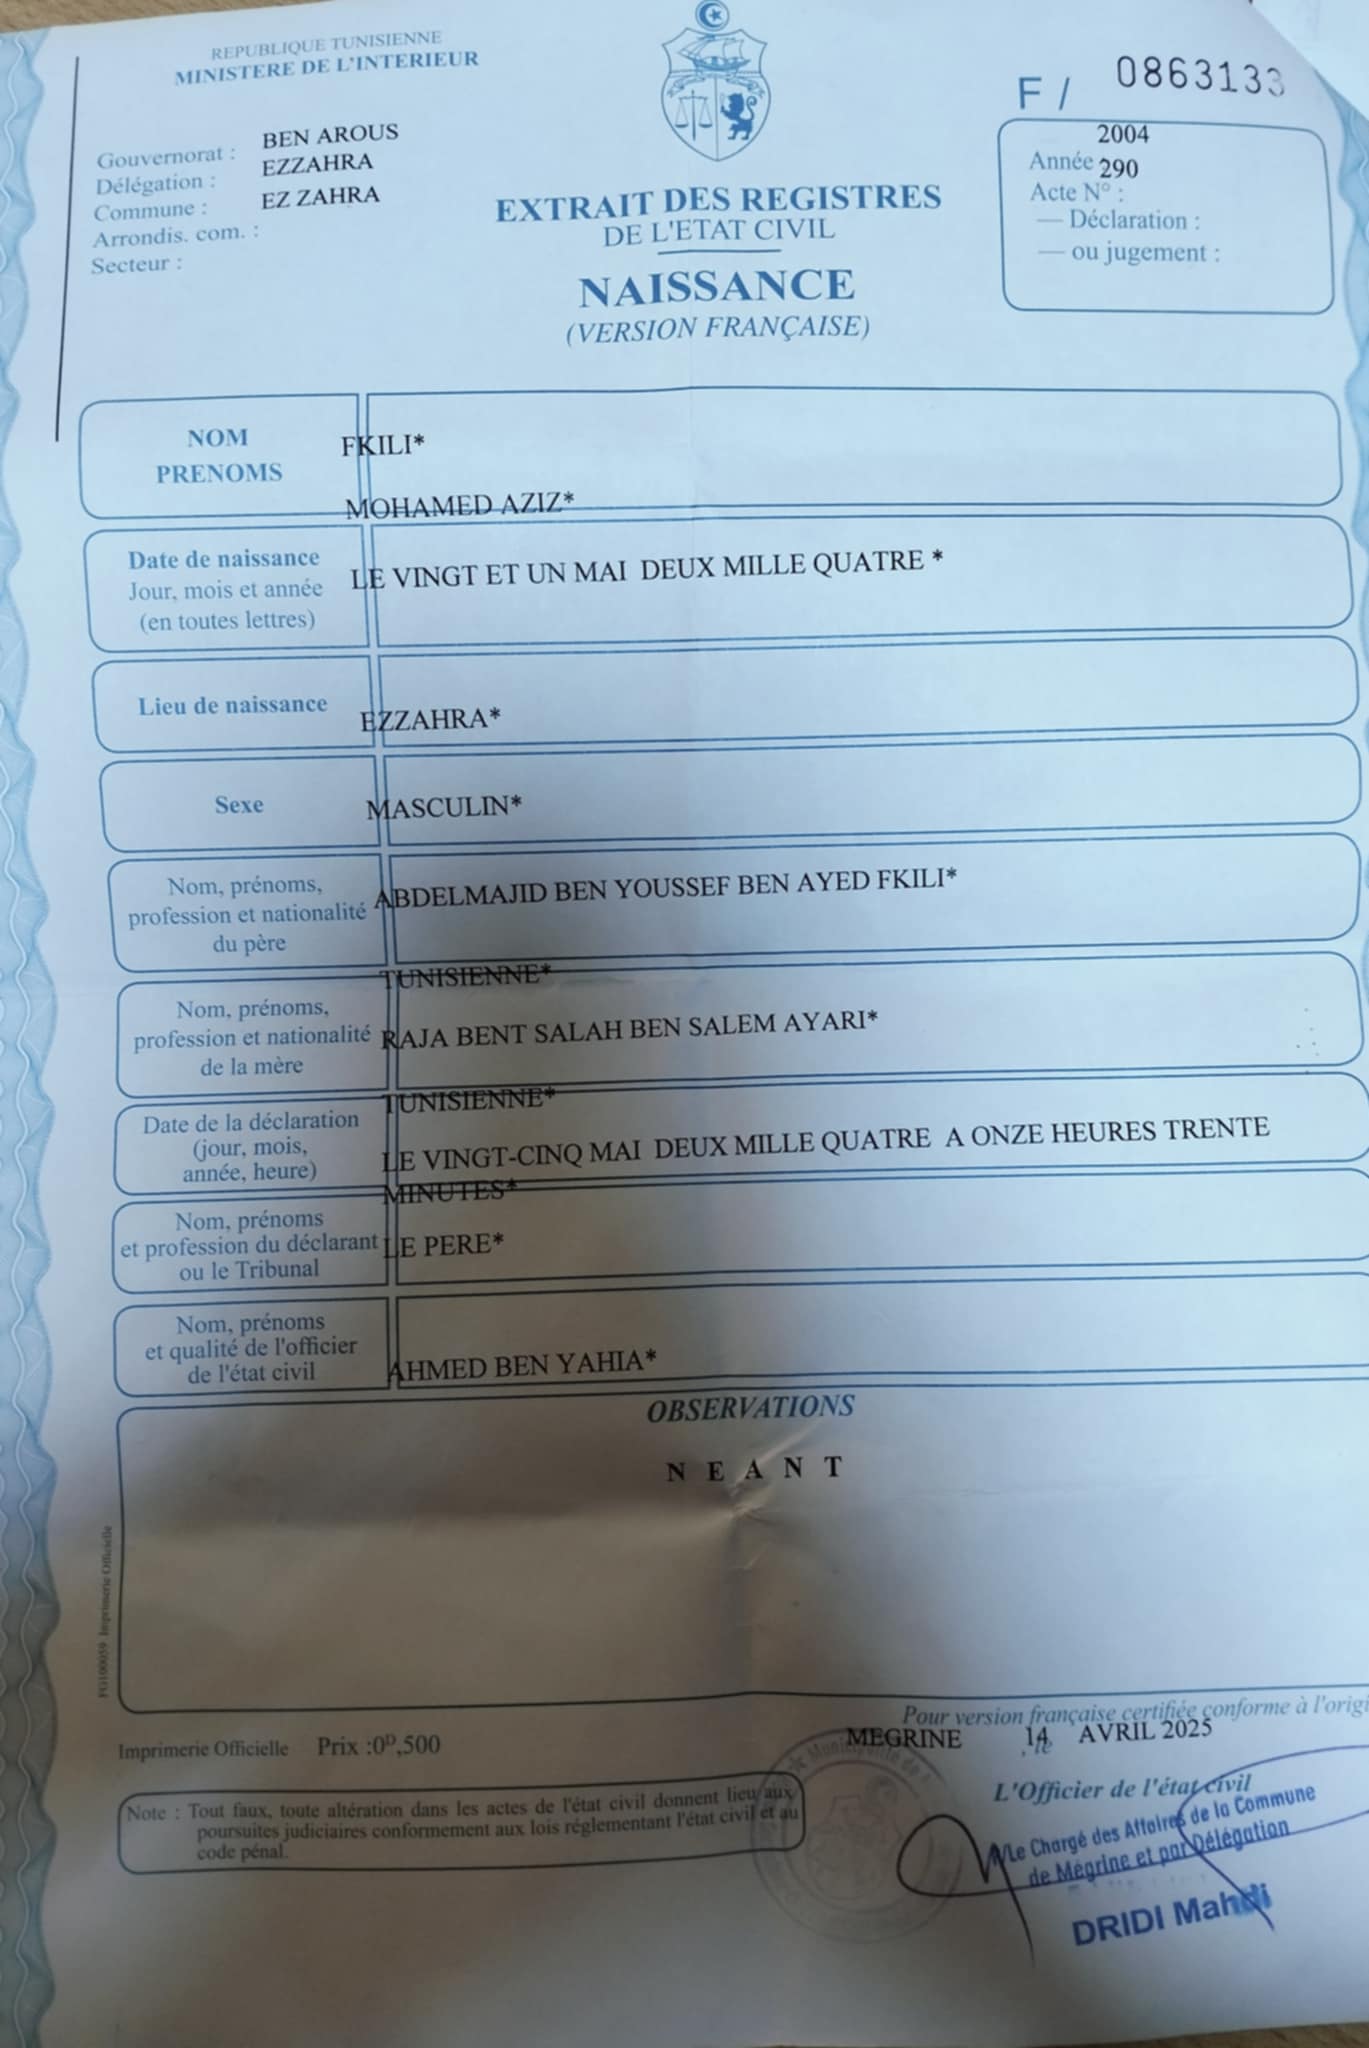 REPUBLIQUE TUNISIENNE
MINISTERE DE L'INTERIEUR
F / 0863133
Gouvernorat : BEN AROUS
Délégation : EZZAHRA
Commune : EZ ZAHRA
Arrondis. com. :
Secteur :
EXTRAIT DES REGISTRES
DE L'ETAT CIVIL
NAISSANCE
(VERSION FRANÇAISE)
2004
Année
290
Acte N° :
— Déclaration :
— ou jugement :
NOM
PRENOMS
FKILI*
MOHAMED AZIZ*
Date de naissance
Jour, mois et année
(en toutes lettres)
LE VINGT ET UN MAI DEUX MILLE QUATRE *
Lieu de naissance
EZZAHRA*
Sexe
MASCULIN*
Nom, prénoms,
profession et nationalité
du père
ABDELMAJID BEN YOUSSEF BEN AYED FKILI*
TUNISIENNE*
Nom, prénoms,
profession et nationalité
de la mère
RAJA BENT SALAH BEN SALEM AYARI*
TUNISIENNE*
Date de la déclaration
(jour, mois,
année, heure)
LE VINGT-CINQ MAI DEUX MILLE QUATRE A ONZE HEURES TRENTE
MINUTES*
Nom, prénoms
et profession du déclarant
ou le Tribunal
LE PERE*
Nom, prénoms
et qualité de l'officier
de l'état civil
AHMED BEN YAHIA*
OBSERVATIONS
N E A N T
FG100059 Imprimerie Officielle
Pour version française certifiée conforme à l'origi
MEGRINE , le 14 AVRIL 2025
Imprimerie Officielle Prix :0ᴰ,500
L'Officier de l'état civil
Note : Tout faux, toute altération dans les actes de l'état civil donnent lieu aux
poursuites judiciaires conformement aux lois réglementant l'état civil et au
code pénal.
Le Chargé des Affaires de la Commune
de Mégrine et par Délégation
DRIDI Mahdi
Municipalité de